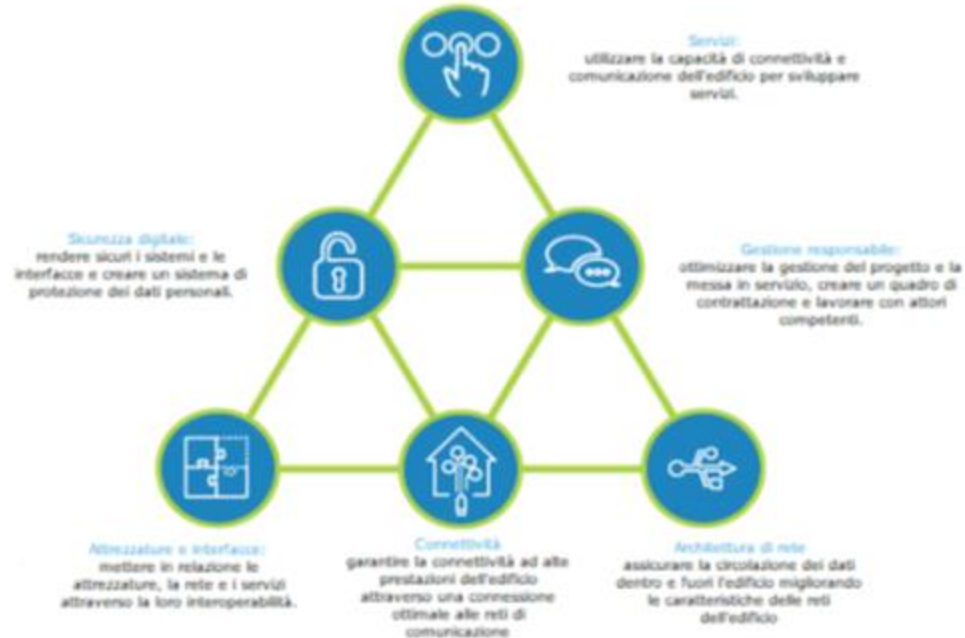 Servizi:
utilizzare la capacità di connettività e
comunicazione dell'edificio per sviluppare
servizi.
Sicurezza digitale:
rendere sicuri i sistemi e le
interfacce e creare un sistema di
protezione dei dati personali.
Gestione responsabile:
ottimizzare la gestione del progetto e la
messa in servizio, creare un quadro di
contrattazione e lavorare con attori
competenti.
Attrezzature e interfacce:
mettere in relazione le
attrezzature, la rete e i servizi
attraverso la loro interoperabilità.
Connettività
garantire la connettività ad alte
prestazioni dell'edificio
attraverso una connessione
ottimale alle reti di
comunicazione
Architettura di rete
assicurare la circolazione dei dati
dentro e fuori l'edificio migliorando
le caratteristiche delle reti
dell'edificio